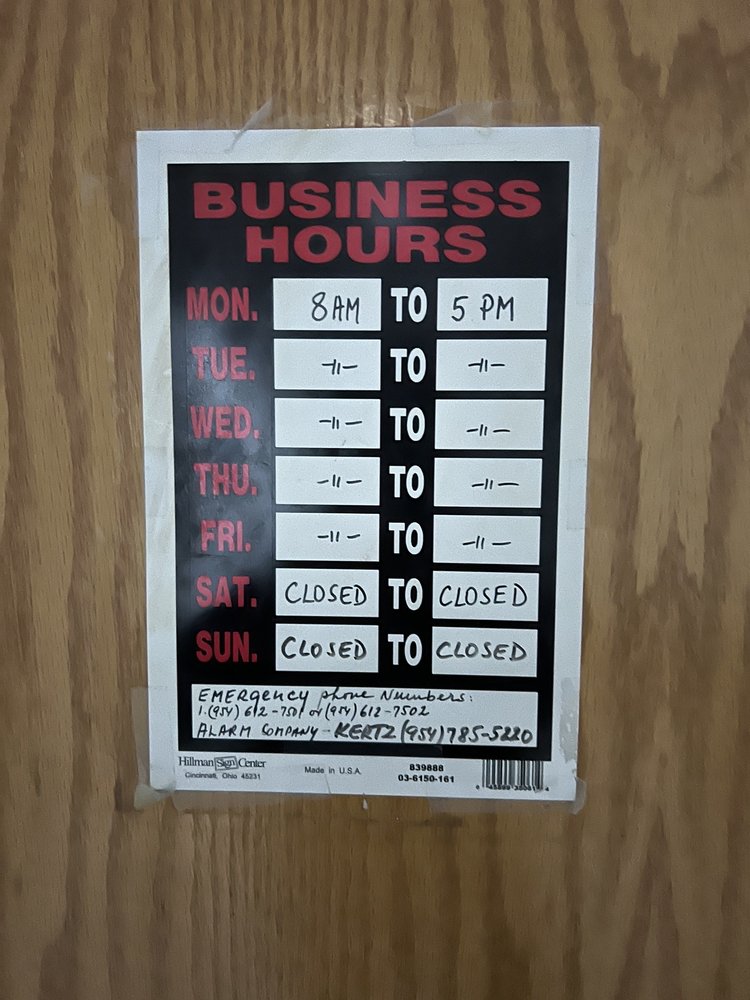 BUSINESS
HOURS
MON. 8AM TO 5 PM
TUE. -11- TO -11-
WED. -11- TO -11-
THU. -11- TO -11-
FRI. -11- TO -11-
SAT. CLOSED TO CLOSED
SUN. CLOSED TO CLOSED
EMERgency phone Numbers:
1.(954) 612-7501 or (954)612-7502
ALARM COMPANY - KERTZ (954)785-5220
Hillman Sign Center
Cincinnati, Ohio 45231
Made in U.S.A.
839888
03-6150-161